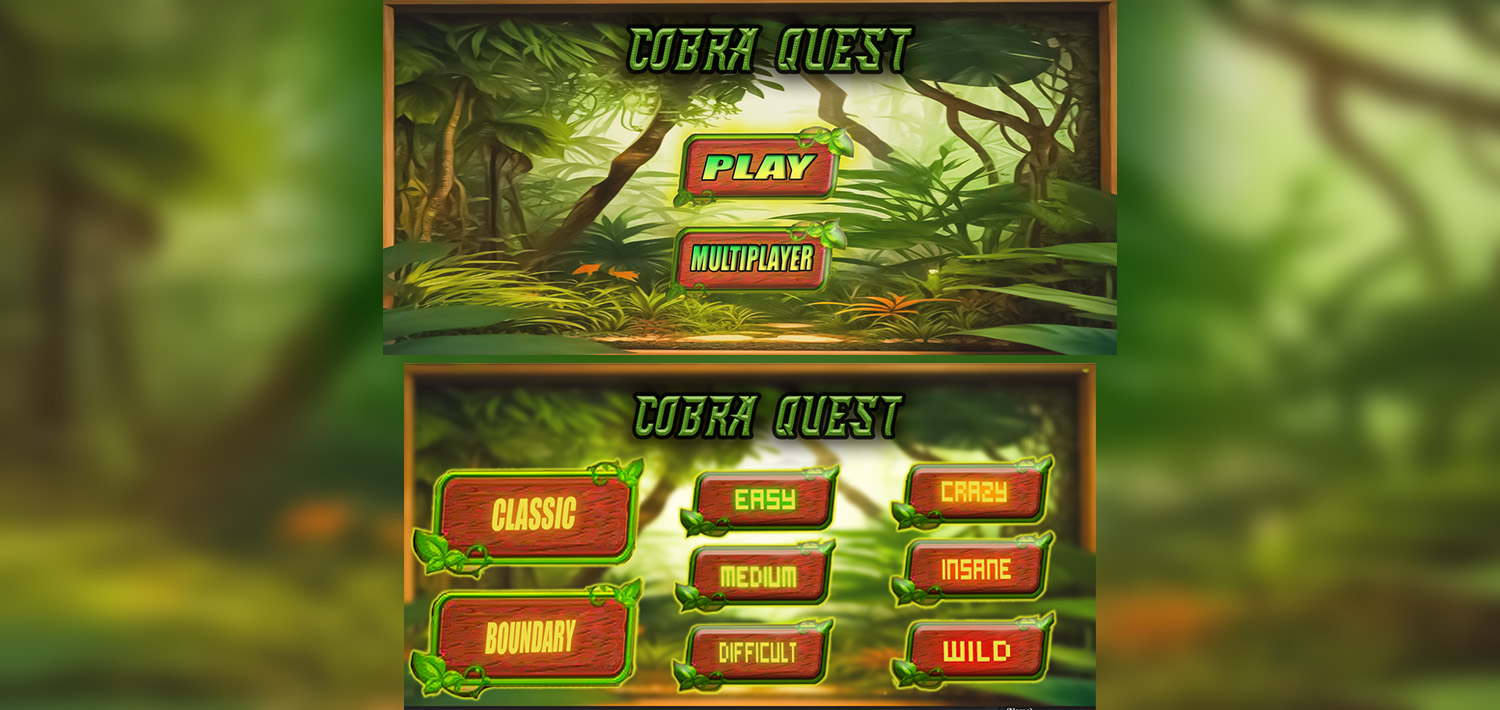 COBRA QUEST
PLAY
MULTIPLAYER
COBRA QUEST
CLASSIC
BOUNDARY
EASY
MEDIUM
DIFFICULT
CRAZY
INSANE
WILD